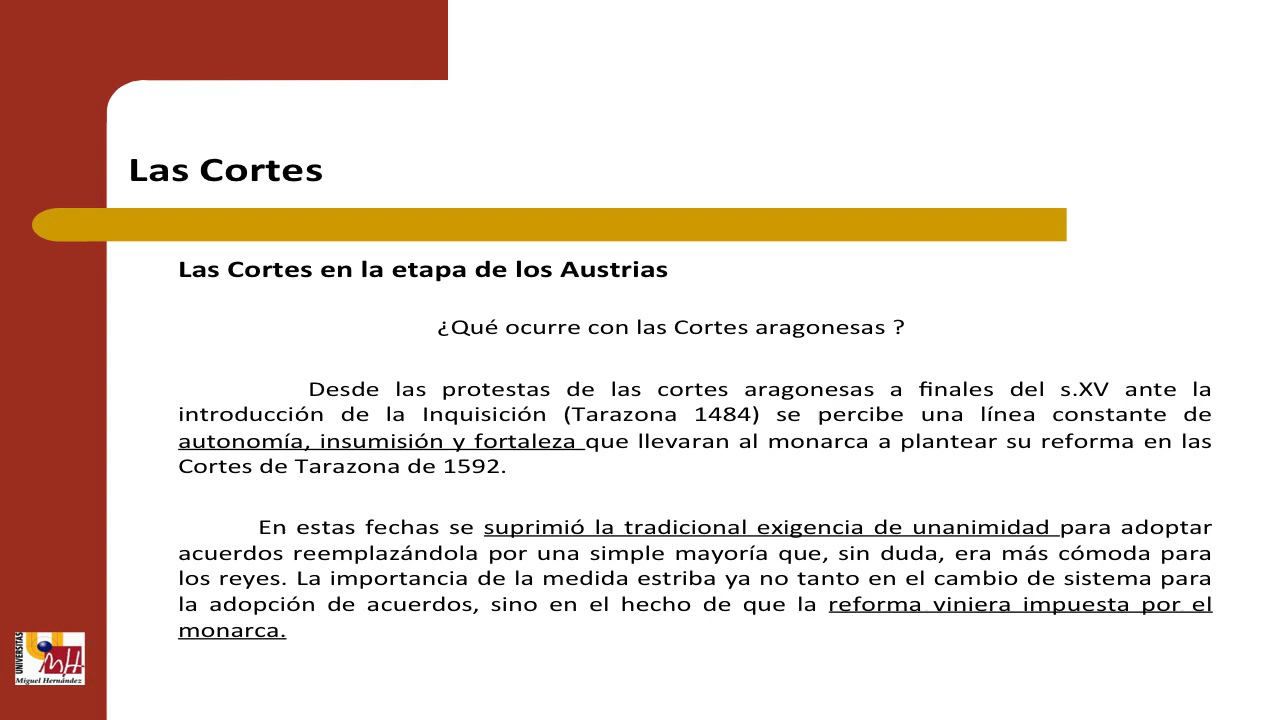 Las Cortes
Las Cortes en la etapa de los Austrias
¿Qué ocurre con las Cortes aragonesas ?
Desde las protestas de las cortes aragonesas a finales del s.XV ante la
introducción de la Inquisición (Tarazona 1484) se percibe una línea constante de
autonomía, insumisión y fortaleza que llevaran al monarca a plantear su reforma en las
Cortes de Tarazona de 1592.
En estas fechas se suprimió la tradicional exigencia de unanimidad para adoptar
acuerdos reemplazándola por una simple mayoría que, sin duda, era más cómoda para
los reyes. La importancia de la medida estriba ya no tanto en el cambio de sistema para
la adopción de acuerdos, sino en el hecho de que la reforma viniera impuesta por el
monarca.
UNIVERSITAS
MH
Miguel Hernández